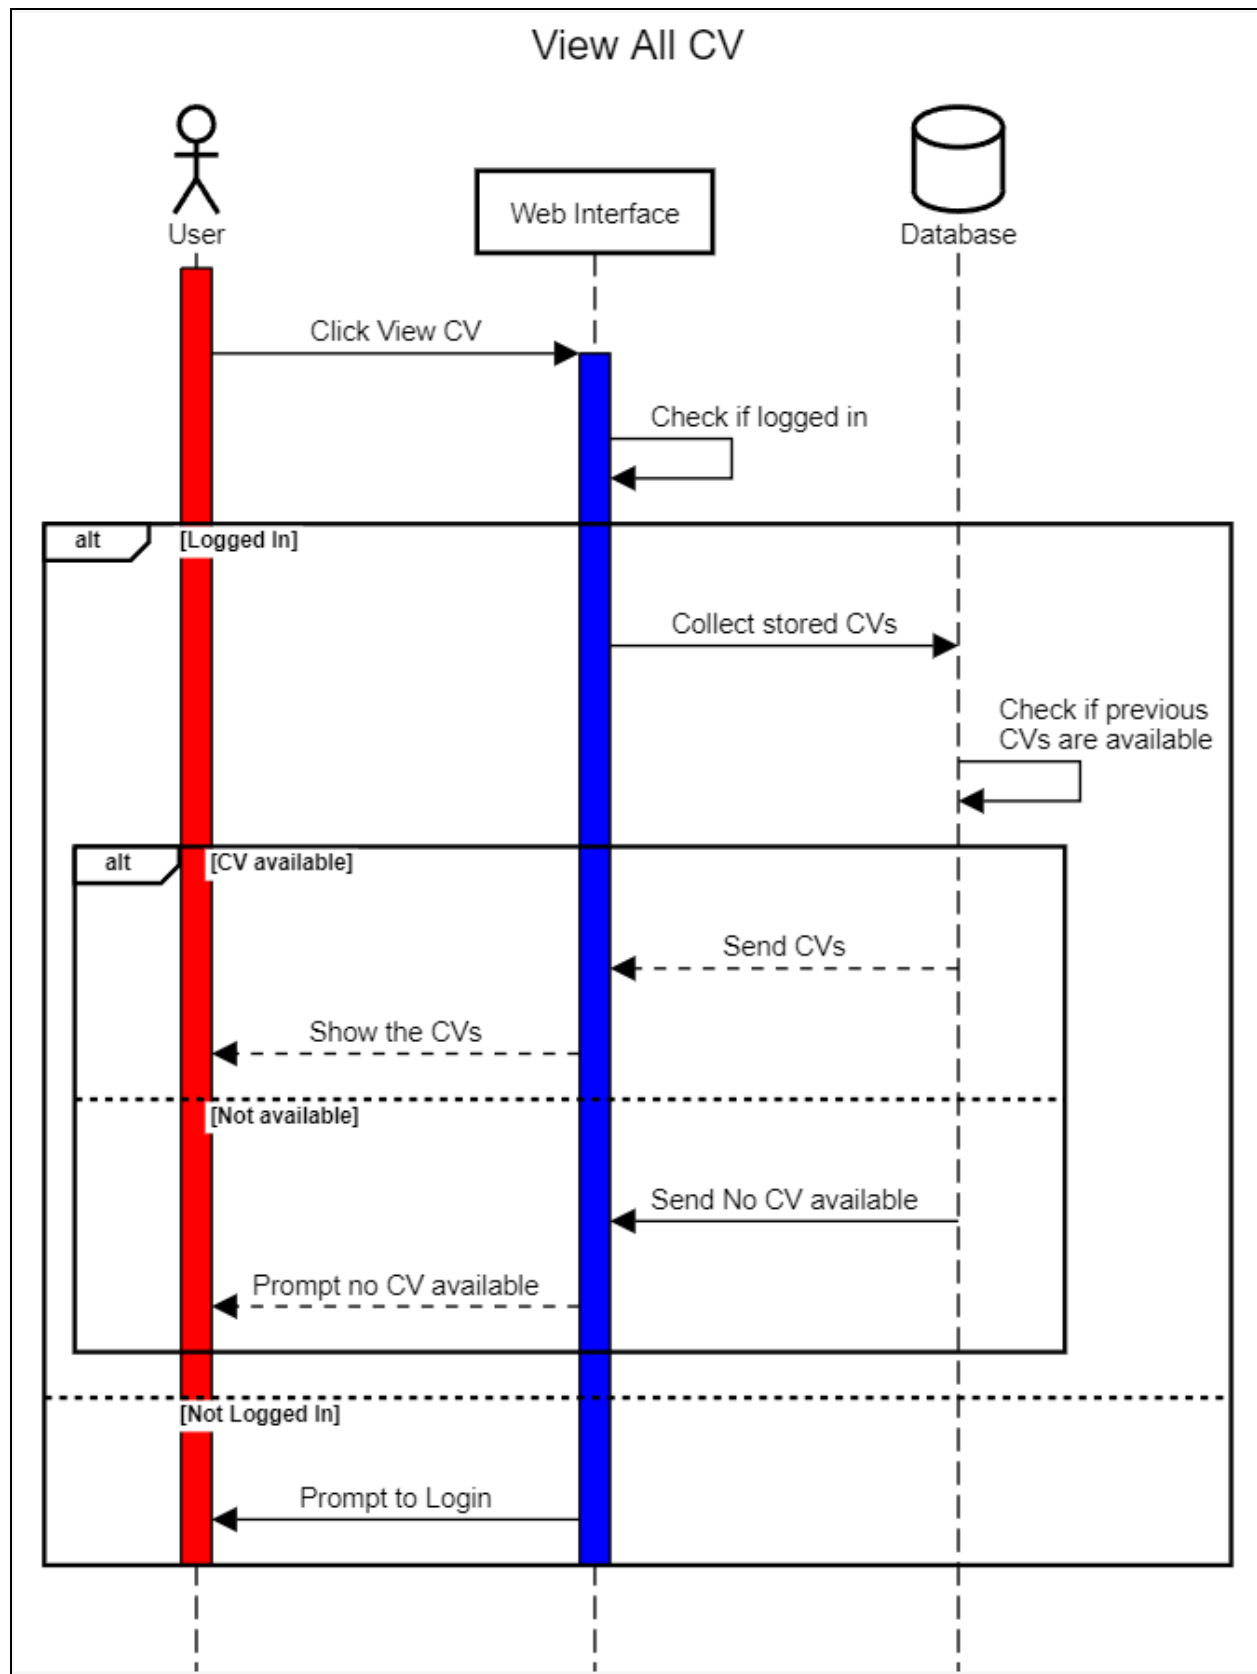 View All CV
User
Web Interface
Database
Click View CV
Check if logged in
alt
[Logged In]
Collect stored CVs
Check if previous
CVs are available
alt
[CV available]
Send CVs
Show the CVs
[Not available]
Send No CV available
Prompt no CV available
[Not Logged In]
Prompt to Login